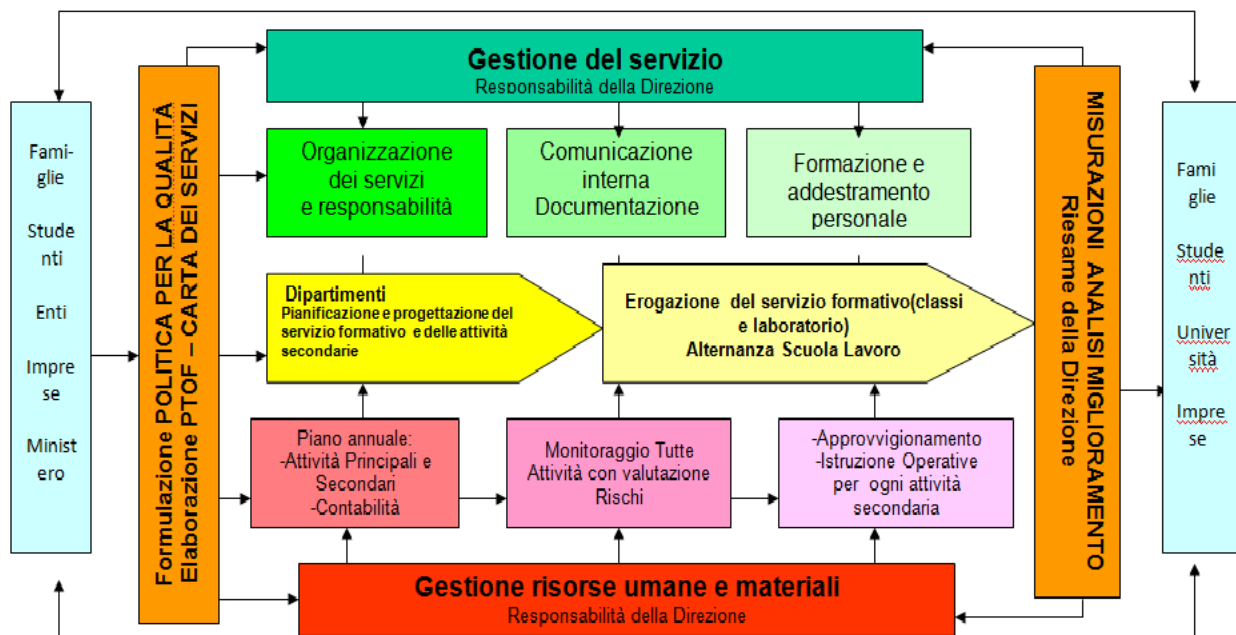 Gestione del servizio
Responsabilità della Direzione
Fami-
glie
Stude
nti
Enti
Impre
se
Minist
ero
Formulazione POLITICA PER LA QUALITÀ
Elaborazione PTOF – CARTA DEI SERVIZI
Organizzazione
dei servizi
e responsabilità
Comunicazione
interna
Documentazione
Formazione e
addestramento
personale
Dipartimenti
Pianificazione e progettazione del
servizio formativo e delle attività
secondarie
Erogazione del servizio formativo(classi
e laboratorio)
Alternanza Scuola Lavoro
Piano annuale:
-Attività Principali e
Secondari
-Contabilità
Monitoraggio Tutte
Attività con valutazione
Rischi
-Approvvigionamento
-Istruzione Operative
per ogni attività
secondaria
Gestione risorse umane e materiali
Responsabilità della Direzione
MISURAZIONI ANALISI MIGLIORAMENTO
Riesame della Direzione
Fami
glie
Stude
nti
Univer
sità
Impre
se